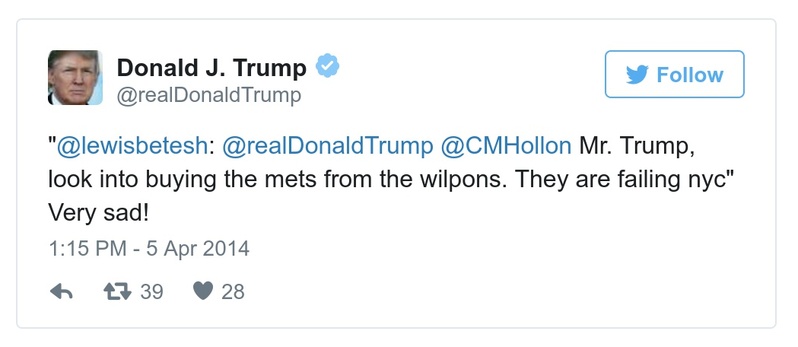 Donald J. Trump
Follow
@realDonaldTrump
"@lewisbetesh: @realDonaldTrump @CMHollon Mr. Trump,
look into buying the mets from the wilpons. They are failing nyc"
Very sad!
1:15 PM - 5 Apr 2014
39 28